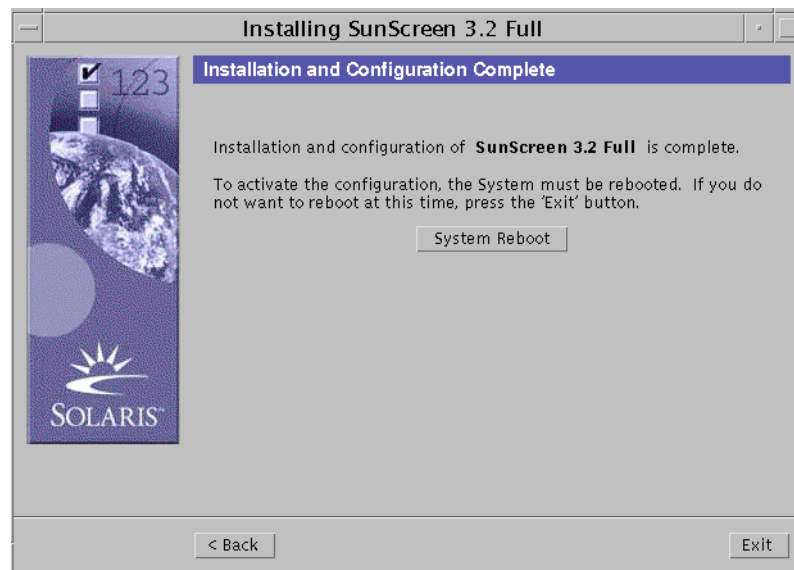 Installing SunScreen 3.2 Full
123
Installation and Configuration Complete
Installation and configuration of SunScreen 3.2 Full is complete.
To activate the configuration, the System must be rebooted. If you do
not want to reboot at this time, press the 'Exit' button.
System Reboot
SOLARIS™
< Back
Exit